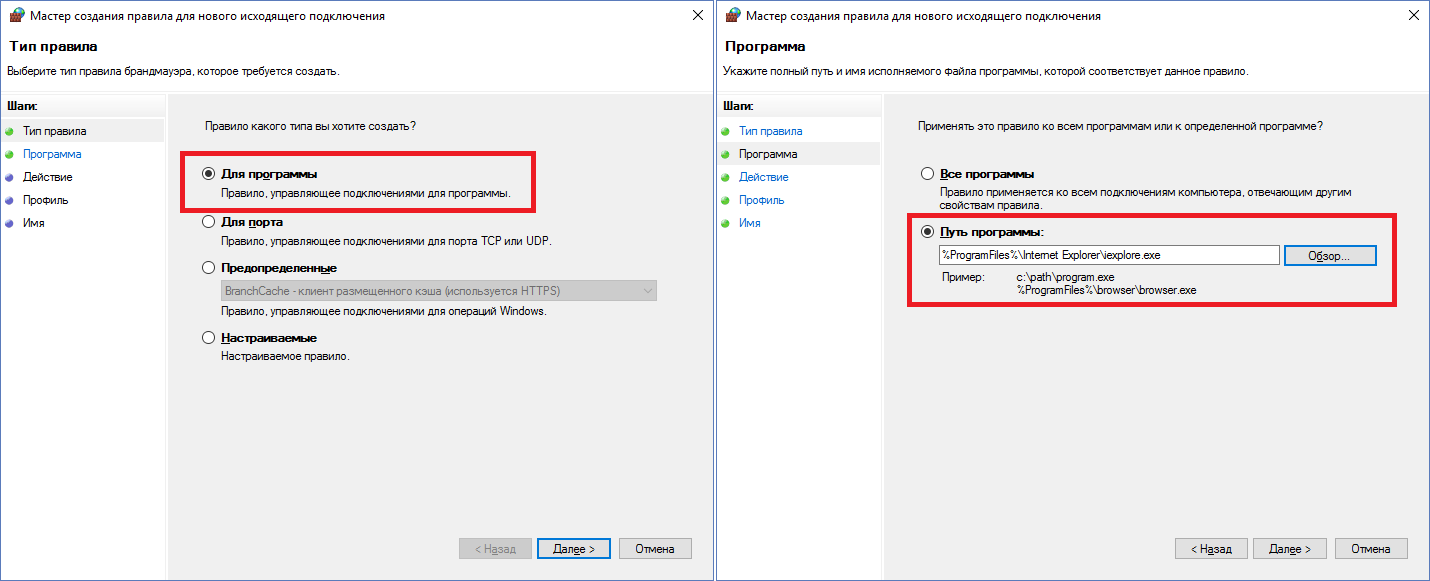 Мастер создания правила для нового исходящего подключения
Тип правила
Выберите тип правила брандмауэра, которое требуется создать.
Шаги:
Тип правила
Программа
Действие
Профиль
Имя
Правило какого типа вы хотите создать?
Для программы
Правило, управляющее подключениями для программы.
Для порта
Правило, управляющее подключениями для порта TCP или UDP.
Предопределенные
BranchCache - клиент размещенного кэша (используется HTTPS)
Правило, управляющее подключениями для операций Windows.
Настраиваемые
Настраиваемое правило.
< Назад
Далее >
Отмена
Мастер создания правила для нового исходящего подключения
Программа
Укажите полный путь и имя исполняемого файла программы, которой соответствует данное правило.
Шаги:
Тип правила
Программа
Действие
Профиль
Имя
Применять это правило ко всем программам или к определенной программе?
Все программы
Правило применяется ко всем подключениям компьютера, отвечающим другим
свойствам правила.
Путь программы:
%ProgramFiles%\Internet Explorer\iexplore.exe
Обзор...
Пример:
c:\path\program.exe
%ProgramFiles%\browser\browser.exe
< Назад
Далее >
Отмена